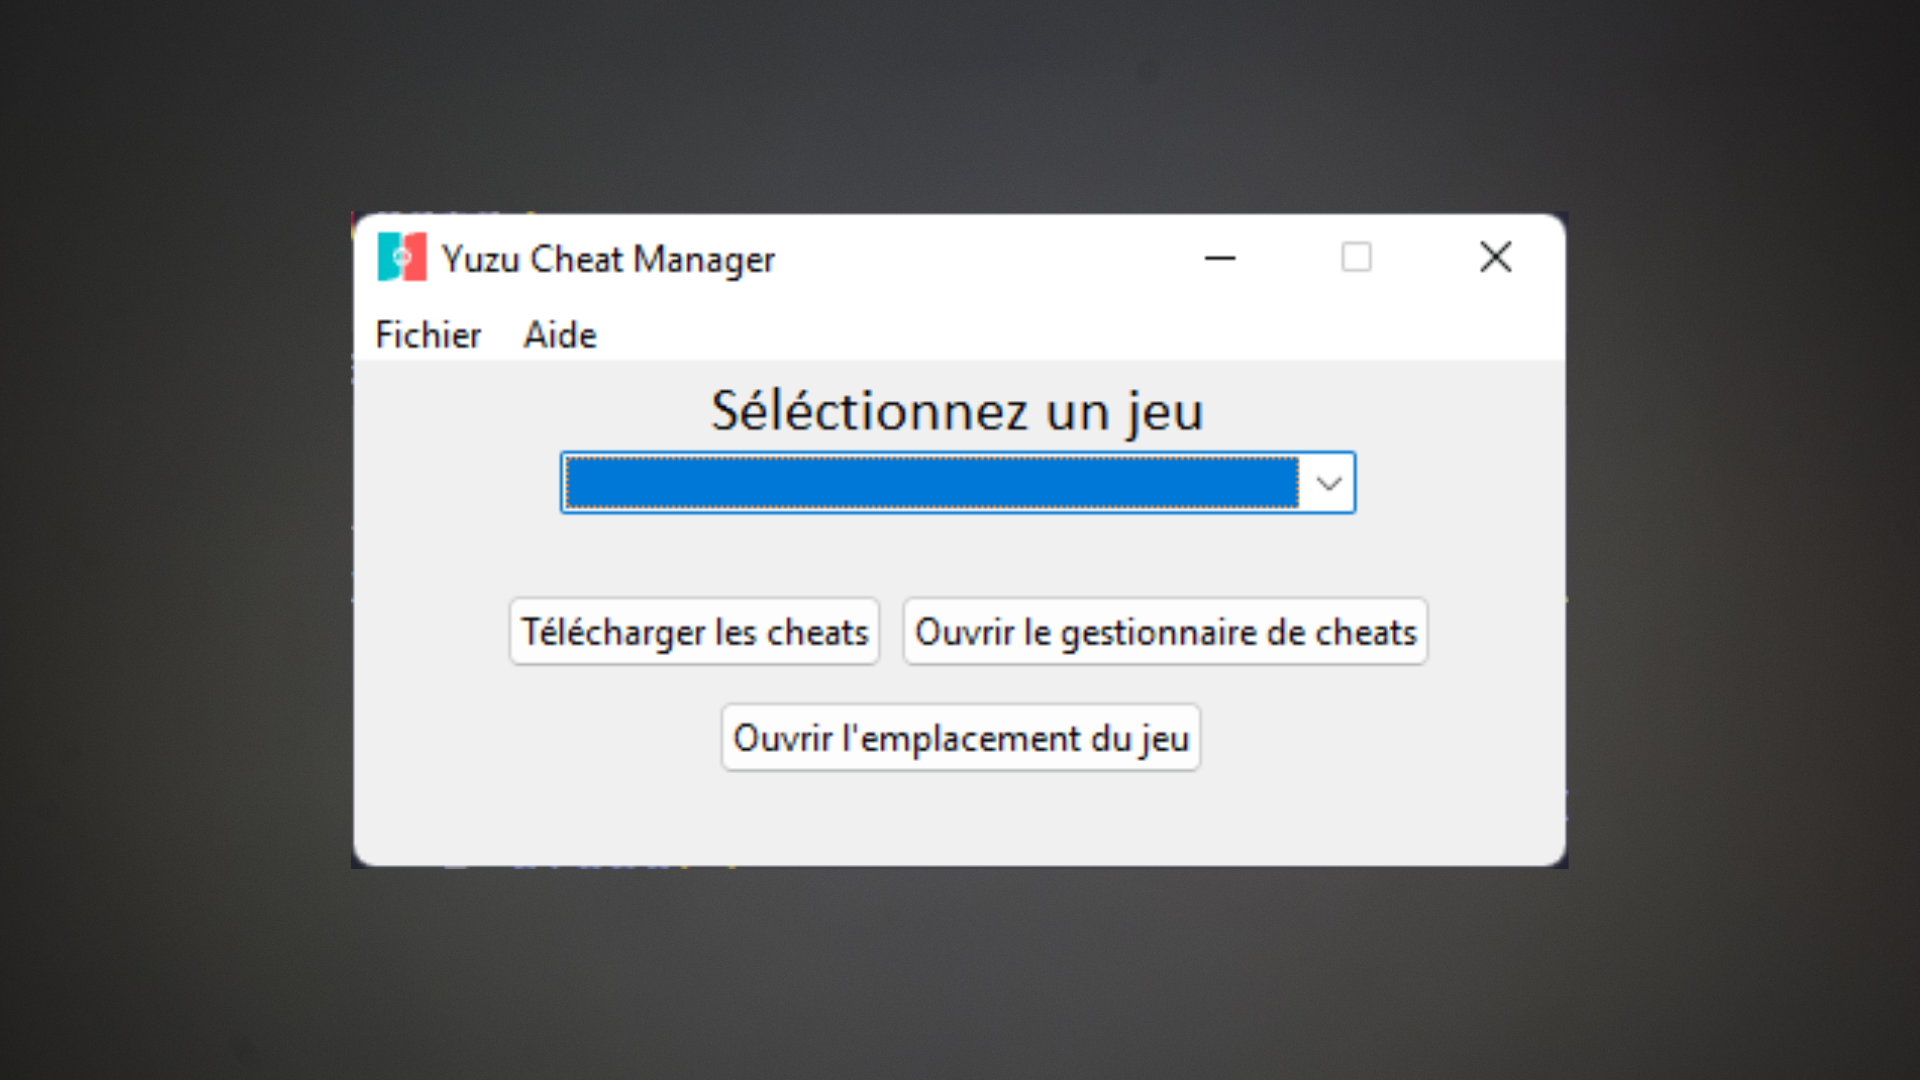 Yuzu Cheat Manager
Fichier Aide
Séléctionnez un jeu
Télécharger les cheats Ouvrir le gestionnaire de cheats
Ouvrir l'emplacement du jeu